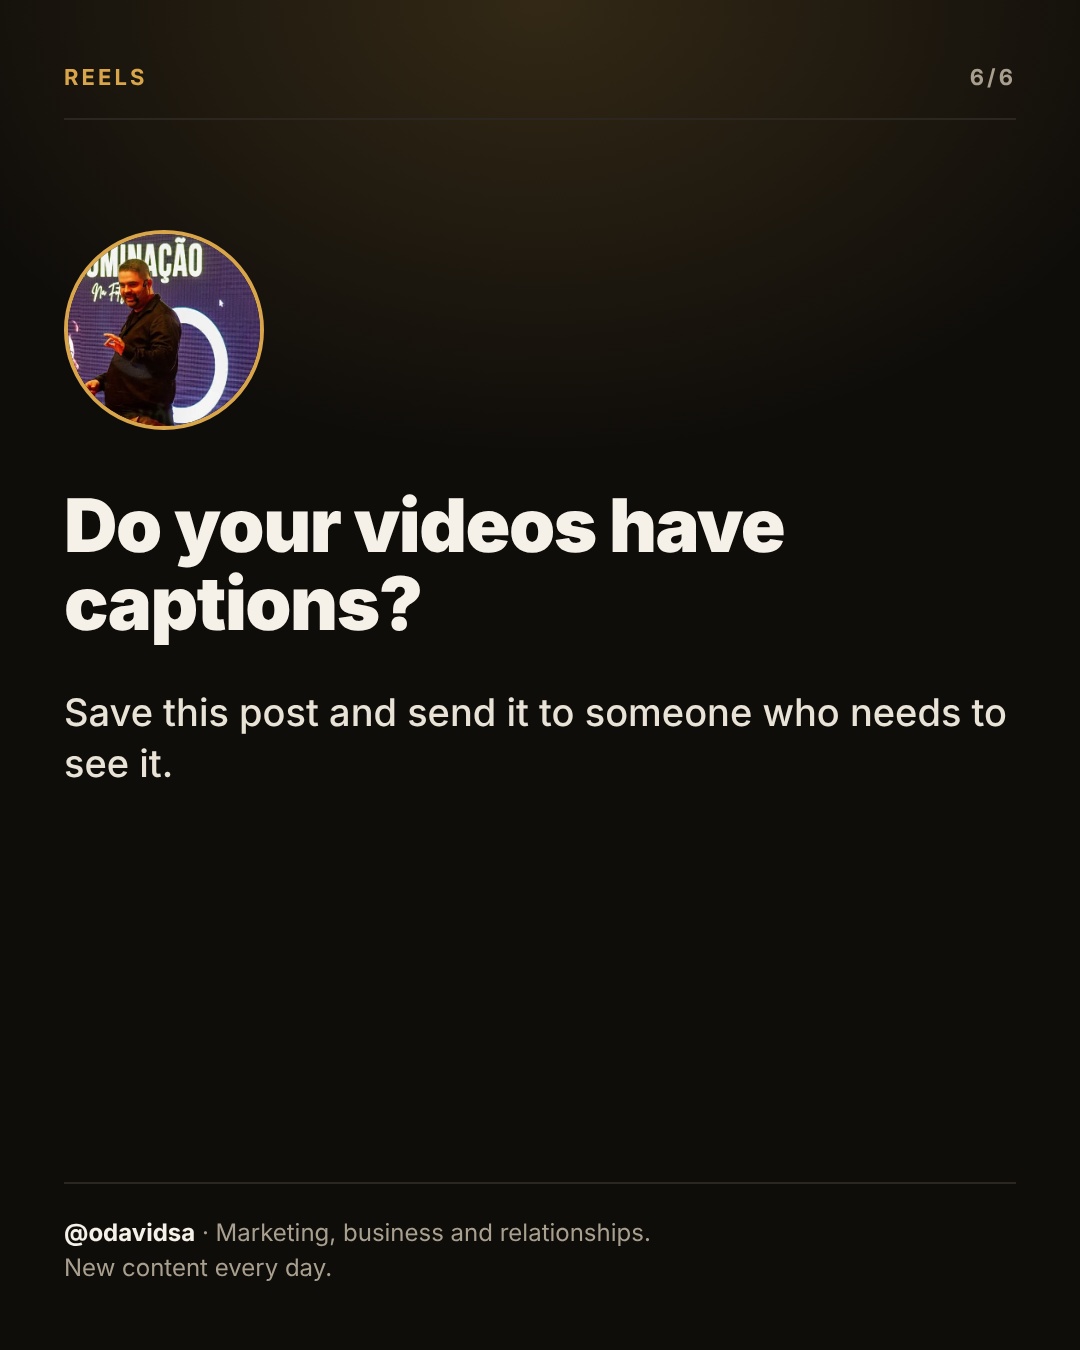 REELS
6/6
Do your videos have
captions?
Save this post and send it to someone who needs to
see it.
@odavidsa · Marketing, business and relationships.
New content every day.